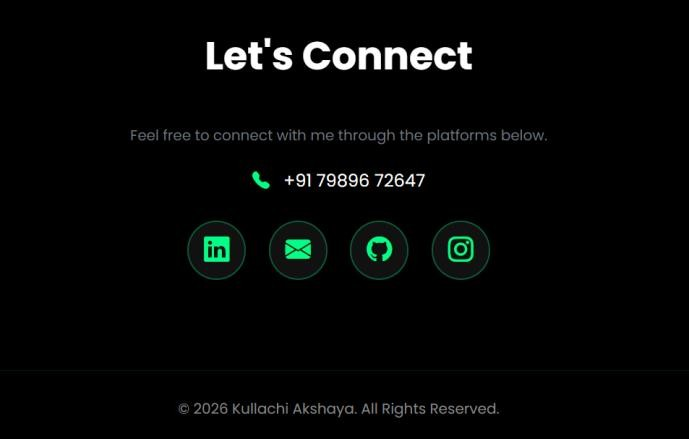 Let's Connect
Feel free to connect with me through the platforms below.
+91 79896 72647
in
© 2026 Kullachi Akshaya. All Rights Reserved.